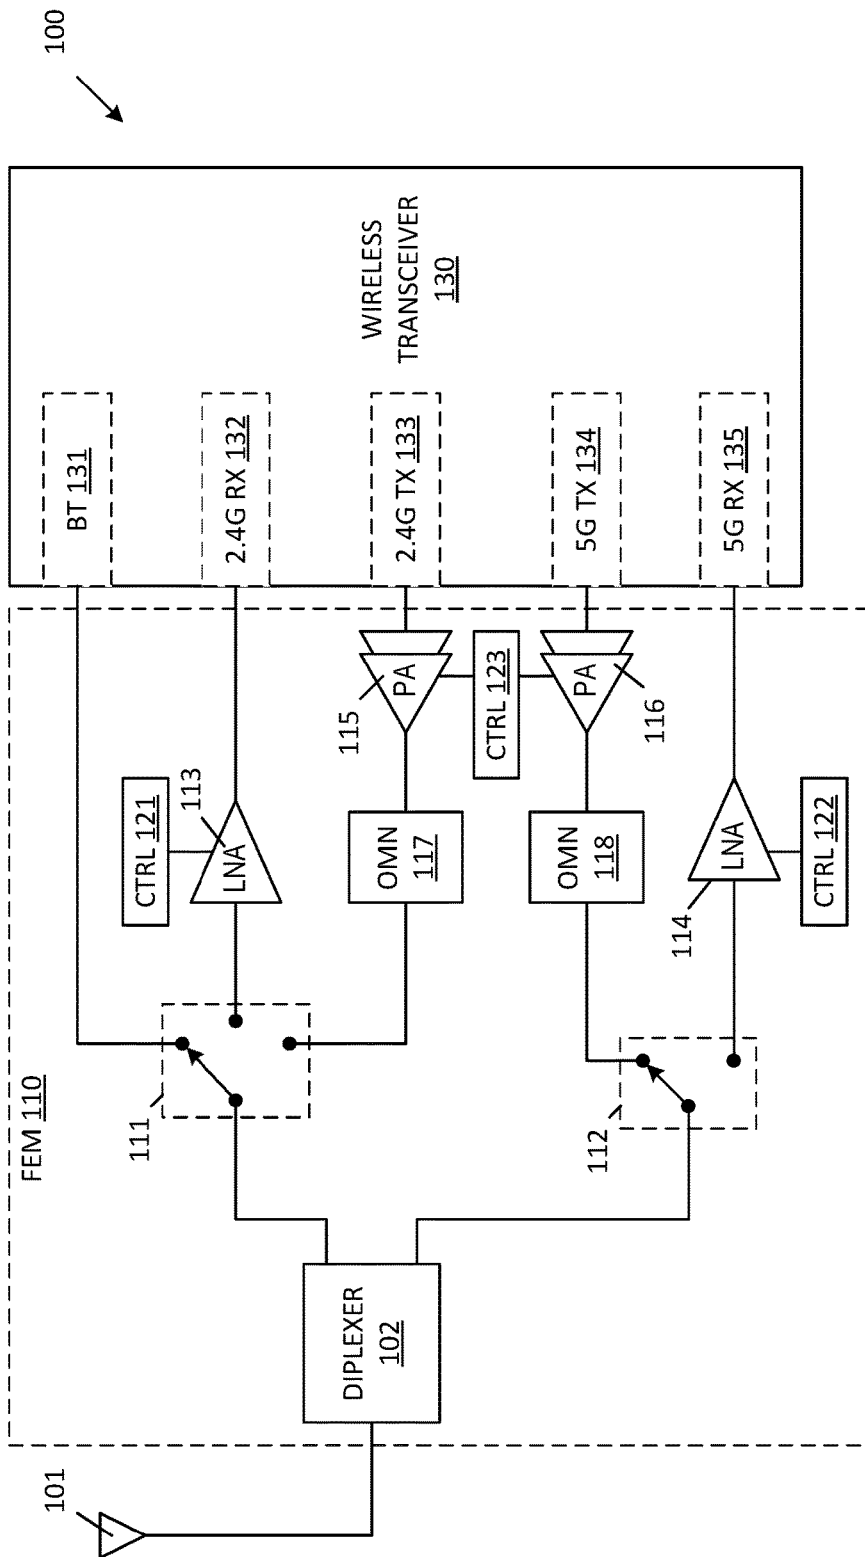 100
101
FEM 110
DIPLEXER
102
111
112
CTRL 121
113
LNA
BT 131
2.4G RX 132
115
PA
OMN
117
2.4G TX 133
WIRELESS
TRANSCEIVER
130
CTRL 123
OMN
118
PA
116
5G TX 134
114
LNA
CTRL 122
5G RX 135